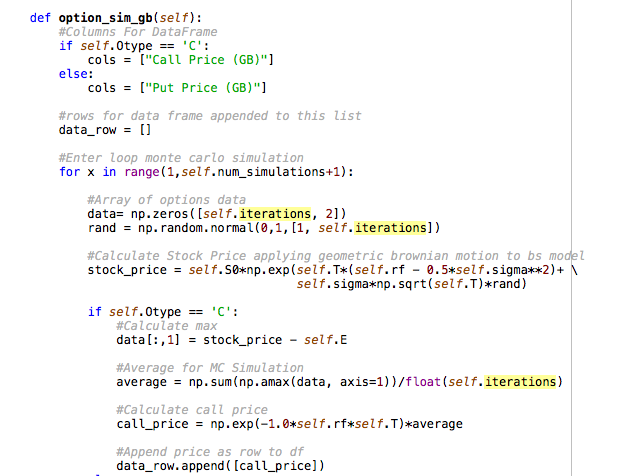 def option_sim_gb(self):
#Columns For DataFrame
if self.Otype == 'C':
cols = ["Call Price (GB)"]
else:
cols = ["Put Price (GB)"]
#rows for data frame appended to this list
data_row = []
#Enter loop monte carlo simulation
for x in range(1,self.num_simulations+1):
#Array of options data
data= np.zeros([self.iterations, 2])
rand = np.random.normal(0,1,[1, self.iterations])
#Calculate Stock Price applying geometric brownian motion to bs model
stock_price = self.S0*np.exp(self.T*(self.rf - 0.5*self.sigma**2)+ \
self.sigma*np.sqrt(self.T)*rand)
if self.Otype == 'C':
#Calculate max
data[:,1] = stock_price - self.E
#Average for MC Simulation
average = np.sum(np.amax(data, axis=1))/float(self.iterations)
#Calculate call price
call_price = np.exp(-1.0*self.rf*self.T)*average
#Append price as row to df
data_row.append([call_price])